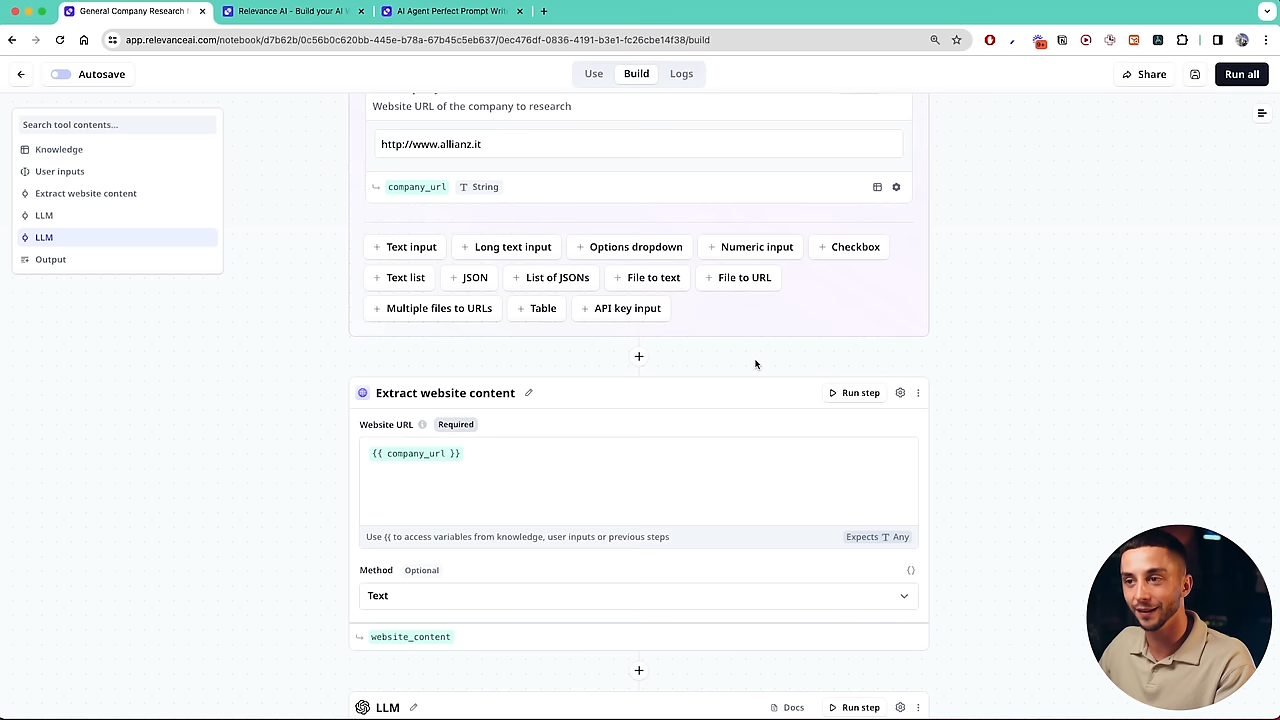 General Company Research f
Relevance AI - Build your AI V
AI Agent Perfect Prompt Writ
app.relevanceai.com/notebook/d7b62b/0c56b0c620bb-445e-b78a-67b45c5eb637/0ec476df-0836-4191-b3e1-fc26cbe14f38/build
9+
Autosave
Use
Build
Logs
Share
Run all
Search tool contents...
Knowledge
User inputs
Extract website content
LLM
LLM
Output
Website URL of the company to research
http://www.allianz.it
company_url
T String
+ Text input
+ Long text input
+ Options dropdown
+ Numeric input
+ Checkbox
+ Text list
+ JSON
+ List of JSONs
+ File to text
+ File to URL
+ Multiple files to URLs
+ Table
+ API key input
Extract website content
Run step
Website URL
Required
{{ company_url }}
Use {{ to access variables from knowledge, user inputs or previous steps
Expects T Any
Method
Optional
{}
Text
website_content
LLM
Docs
Run step